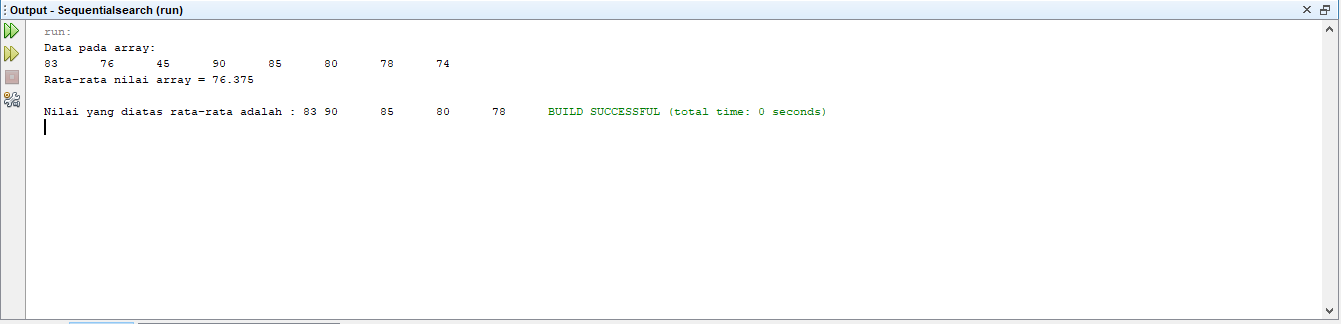 Output - Sequentialsearch (run)
run:
Data pada array:
83 76 45 90 85 80 78 74
Rata-rata nilai array = 76.375
Nilai yang diatas rata-rata adalah : 83 90 85 80 78 BUILD SUCCESSFUL (total time: 0 seconds)